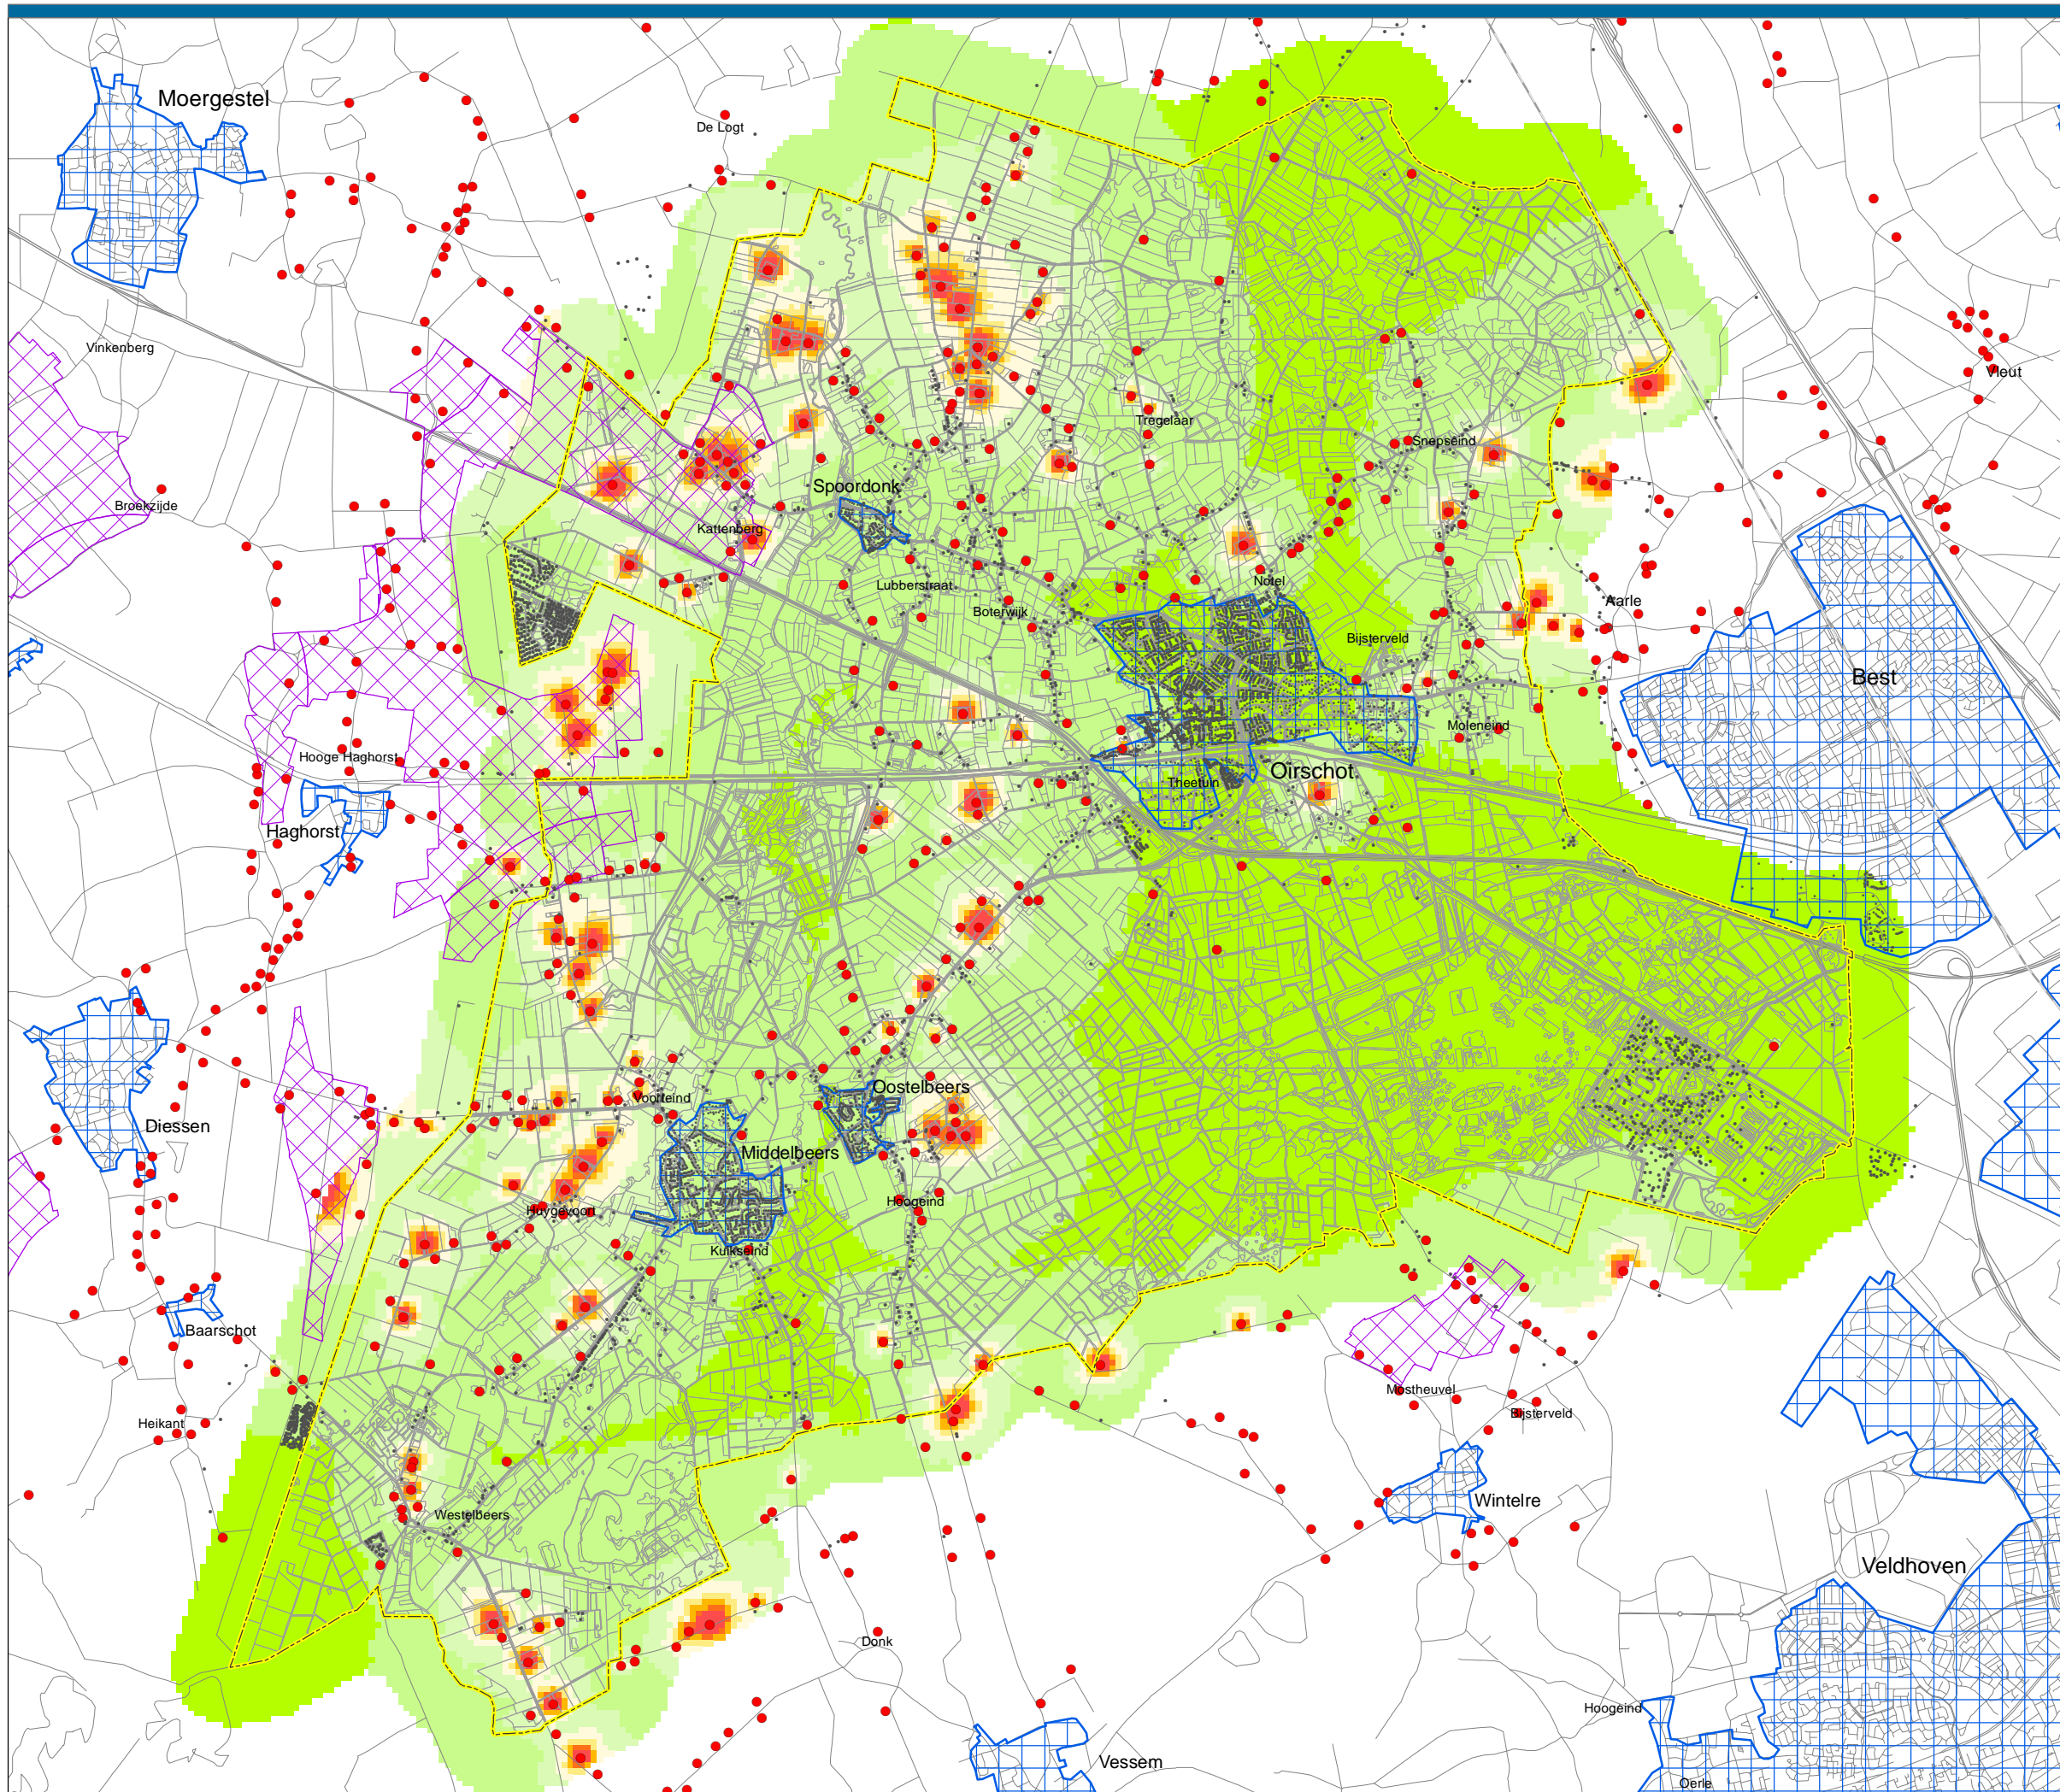 Moergestel
De Logt
Vinkenberg
Vleut
Tregelaar
Snepseind
Spoordonk
Broekzijde
Kattenberg
Lubberstraat
Notel
Boterwijk
Aarle
Bijsterveld
Best
Moleneind
Hooge Haghorst
Oirschot
Theetuin
Haghorst
Oostelbeers
Voorteind
Diessen
Middelbeers
Hoogeind
Huygevoort
Kuikseind
Baarschot
Mostheuvel
Bijsterveld
Heikant
Wintelre
Westelbeers
Veldhoven
Donk
Hoogeind
Vessem
Oerle